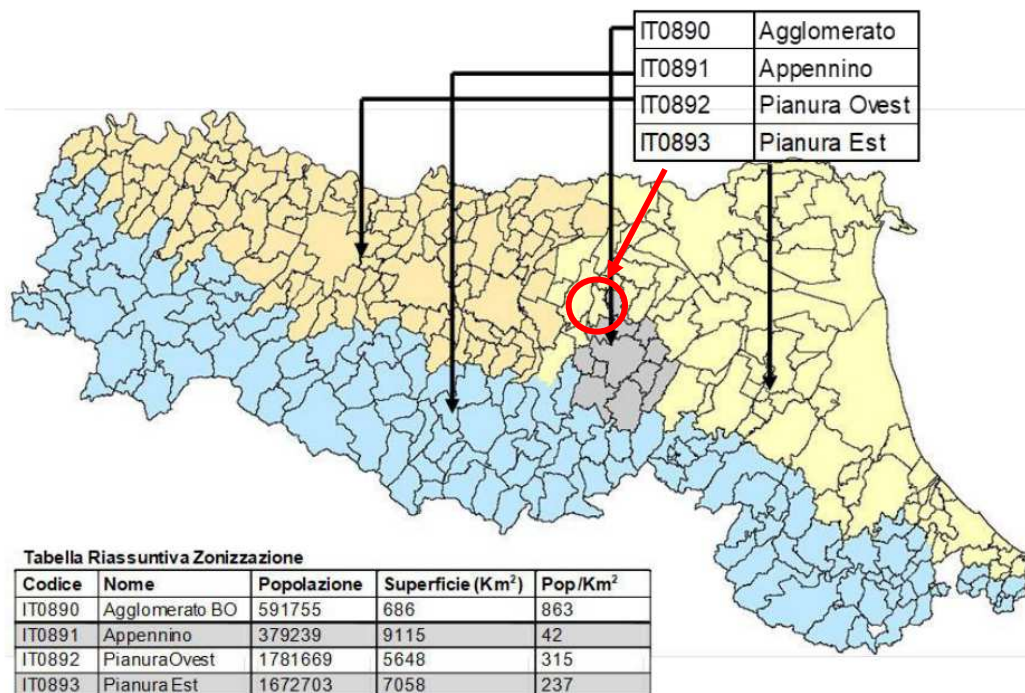 IT0890 Agglomerato
IT0891 Appennino
IT0892 Pianura Ovest
IT0893 Pianura Est
Tabella Riassuntiva Zonizzazione
Codice Nome Popolazione Superficie (Km²) Pop/Km²
IT0890 Agglomerato BO 591755 686 863
IT0891 Appennino 379239 9115 42
IT0892 PianuraOvest 1781669 5648 315
IT0893 Pianura Est 1672703 7058 237